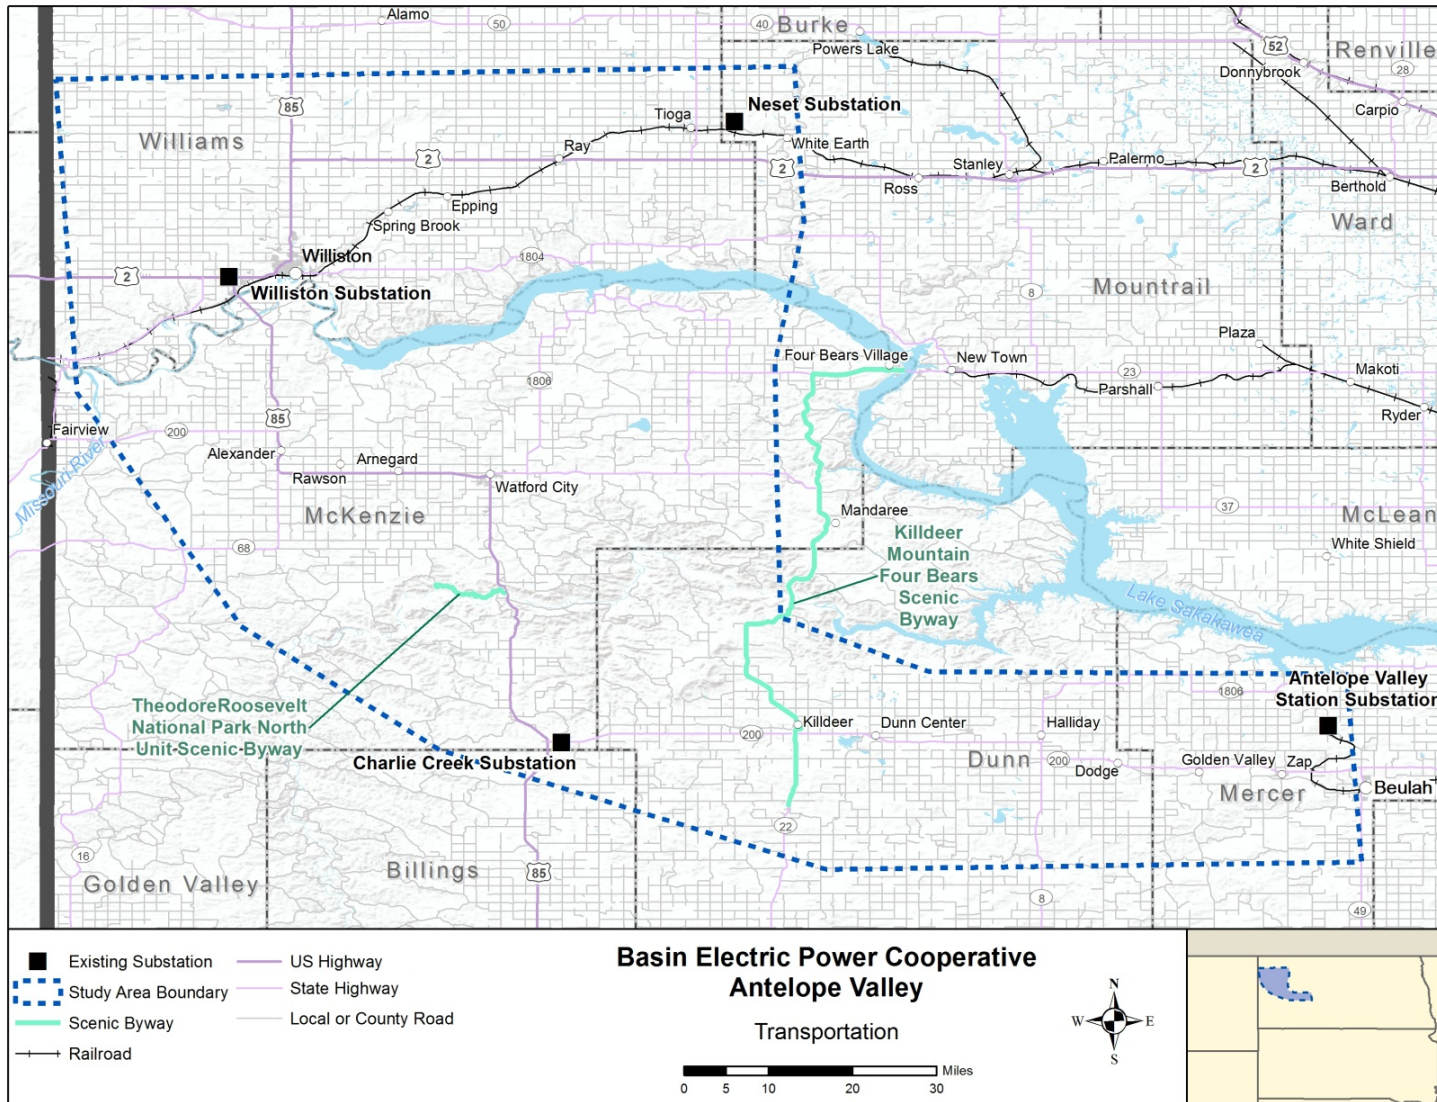 Alamo
50
40
Burke
Powers Lake
52
Renville
Donnybrook
28
Carpio
85
Neset Substation
Tioga
Williams
White Earth
Ray
2
2
Stanley
Palermo
2
Ross
Berthold
Epping
Spring Brook
Ward
Williston
1804
2
Williston Substation
8
Mountrail
Plaza
Four Bears Village
New Town
23
Makoti
1806
Parshall
Ryder
85
Fairview
200
Alexander
Arnegard
Rawson
Watford City
Missouri River
McKenzie
Mandaree
37
McLean
Killdeer
Mountain
Four Bears
Scenic
Byway
68
White Shield
Lake Sakakawea
TheodoreRoosevelt
National Park North
Unit-Scenic-Byway
Antelope Valley
Station Substation
1806
Killdeer
Dunn Center
Halliday
200
Charlie Creek Substation
Dunn
200
Dodge
Golden Valley
Zap
Mercer
Beulah
22
16
Golden Valley
Billings
85
8
49
Existing Substation
US Highway
Study Area Boundary
State Highway
Scenic Byway
Local or County Road
Railroad
Basin Electric Power Cooperative
Antelope Valley
Transportation
0 5 10 20 30 Miles
N
W E
S